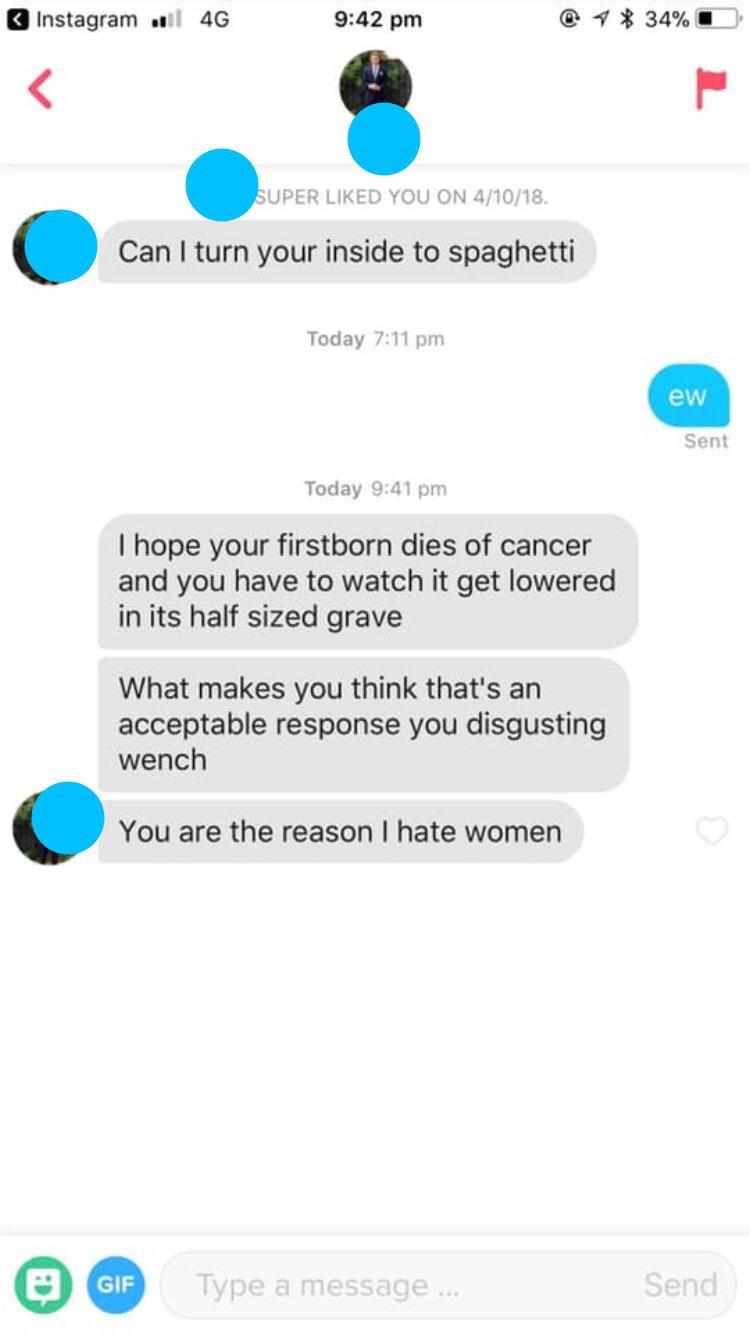 Instagram 4G 9:42 pm 34%
SUPER LIKED YOU ON 4/10/18.
Can I turn your inside to spaghetti
Today 7:11 pm
ew
Sent
Today 9:41 pm
I hope your firstborn dies of cancer
and you have to watch it get lowered
in its half sized grave
What makes you think that's an
acceptable response you disgusting
wench
You are the reason I hate women
GIF Type a message ... Send